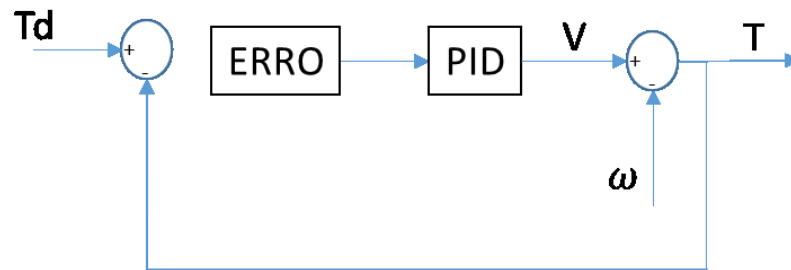 Td
+
-
ERRO
PID
V
+
-
T
ω